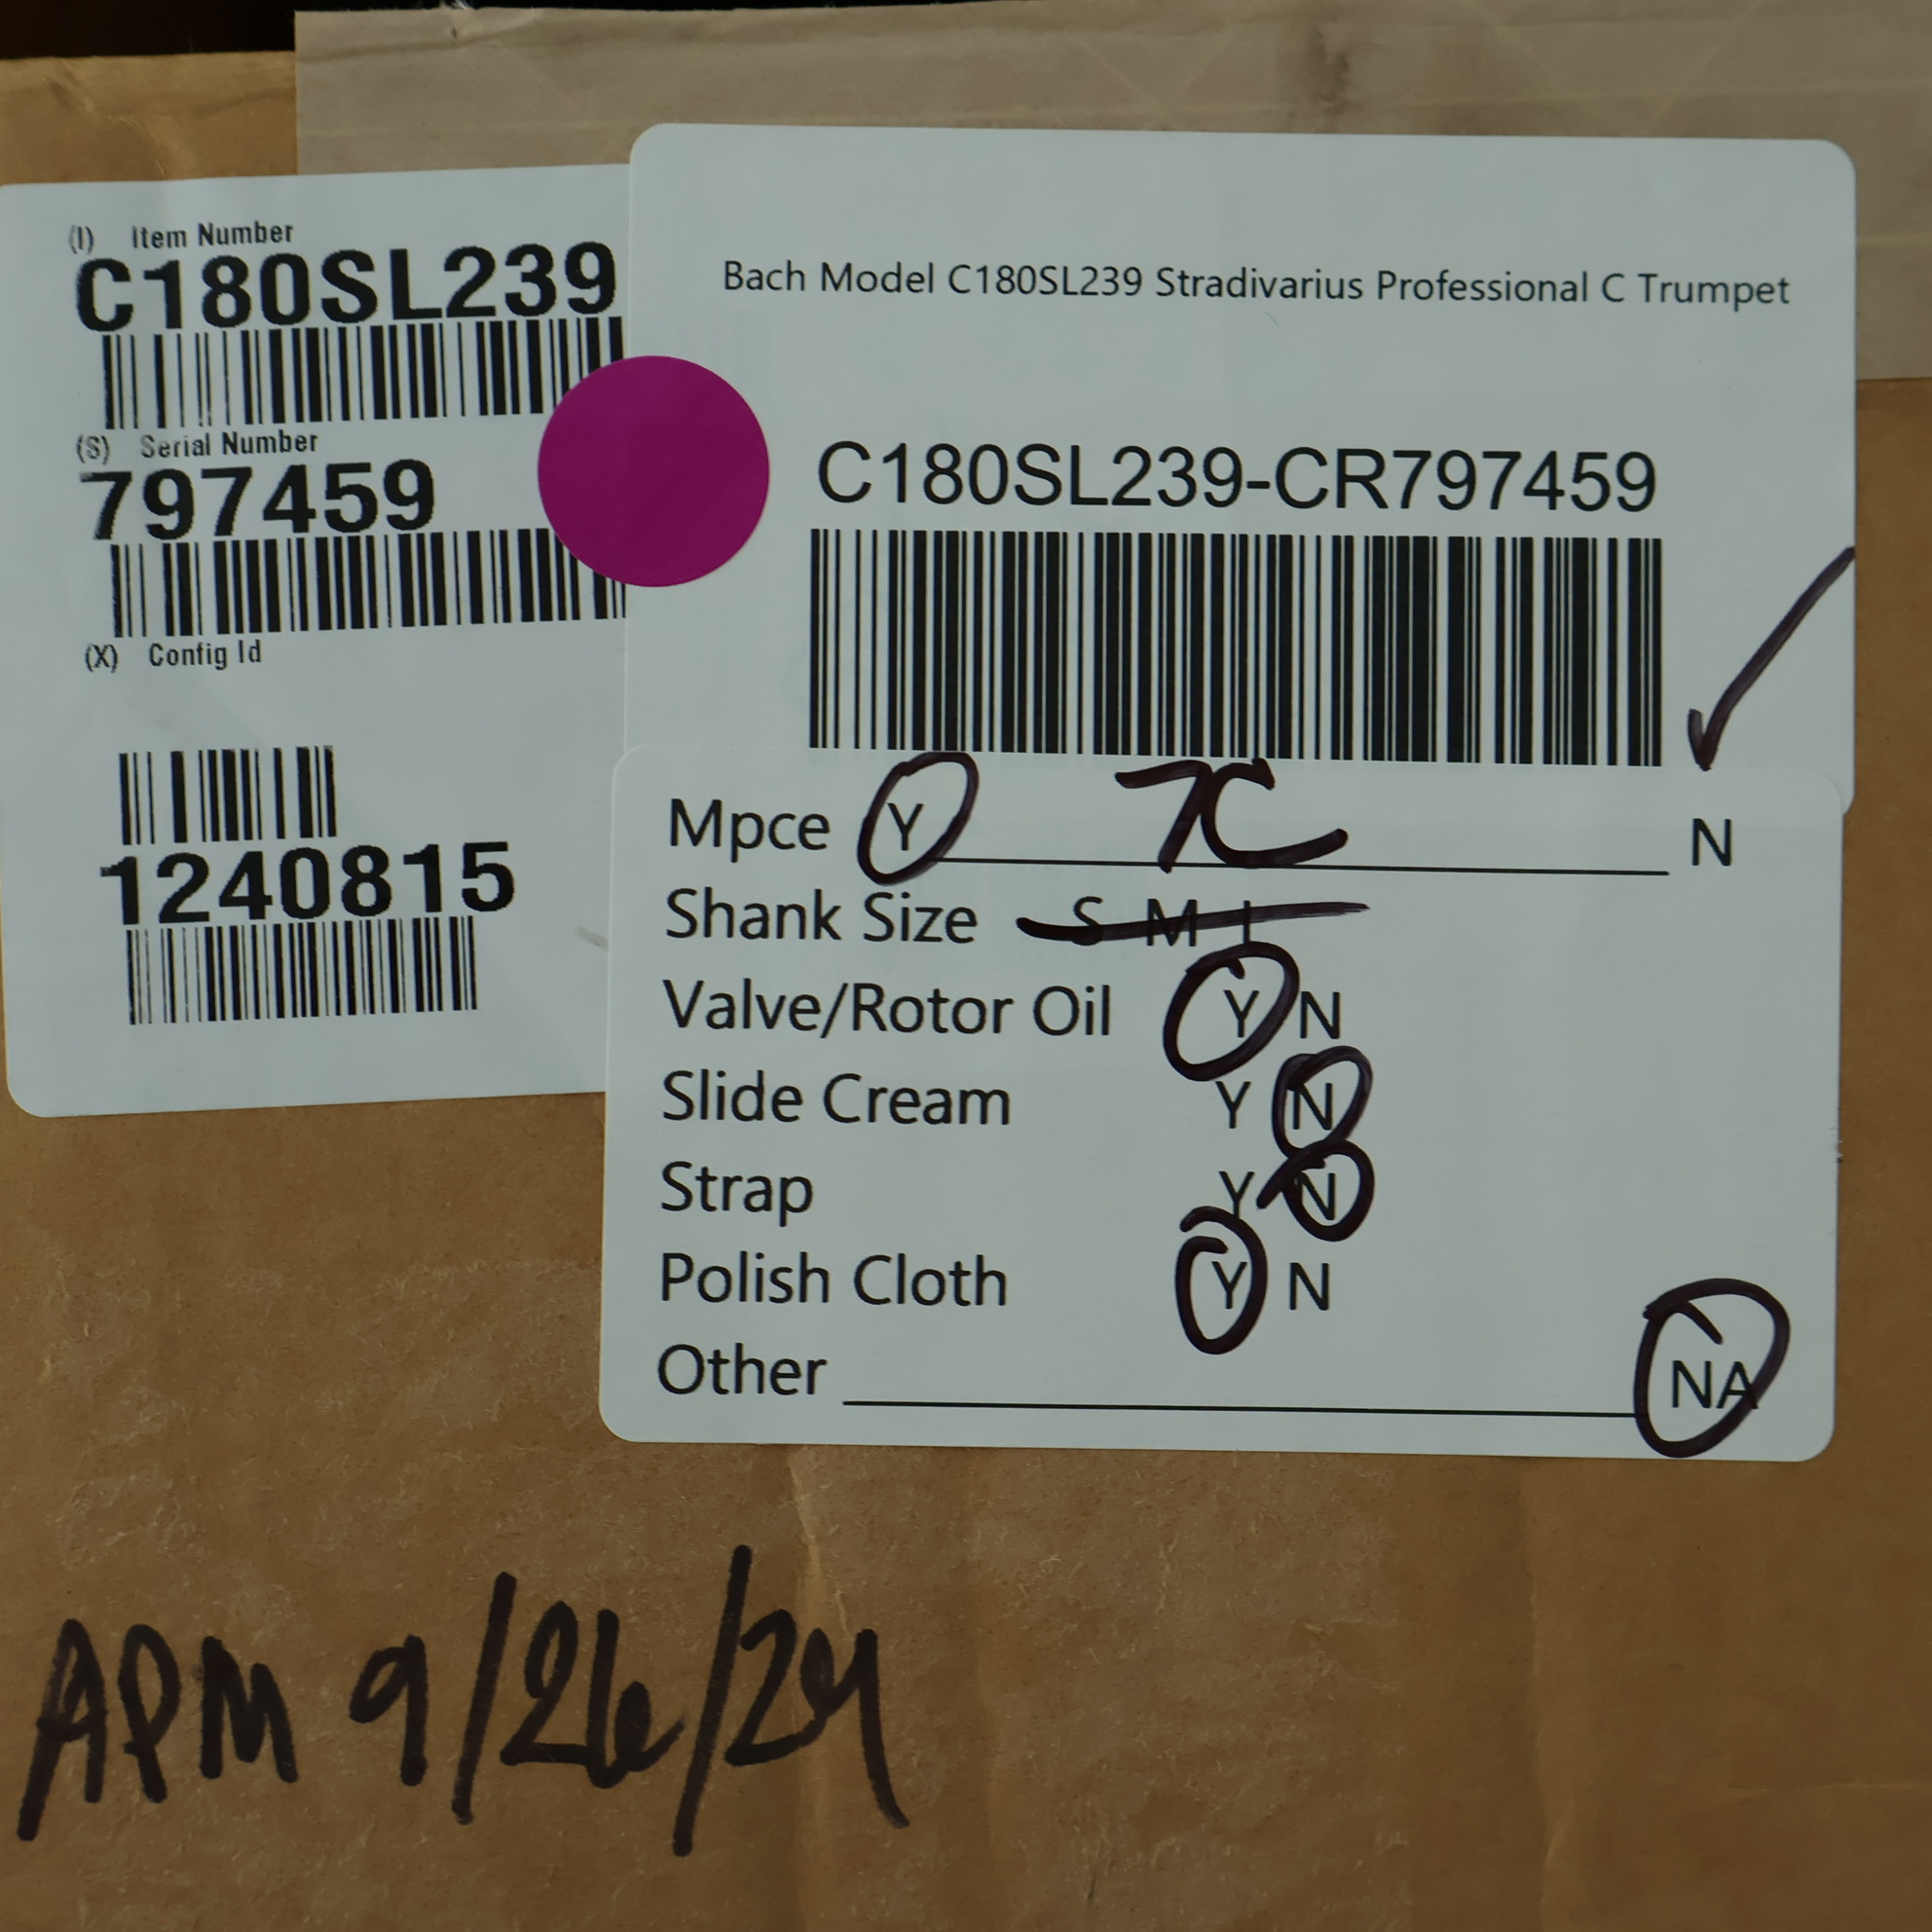 (I) Item Number
C180SL239
(S) Serial Number
797459
(X) Config Id
1240815
Bach Model C180SL239 Stradivarius Professional C Trumpet
C180SL239-CR797459
Mpce Y 7C N
Shank Size S M L
Valve/Rotor Oil Y N
Slide Cream Y N
Strap Y N
Polish Cloth Y N
Other NA
APM 9/26/24